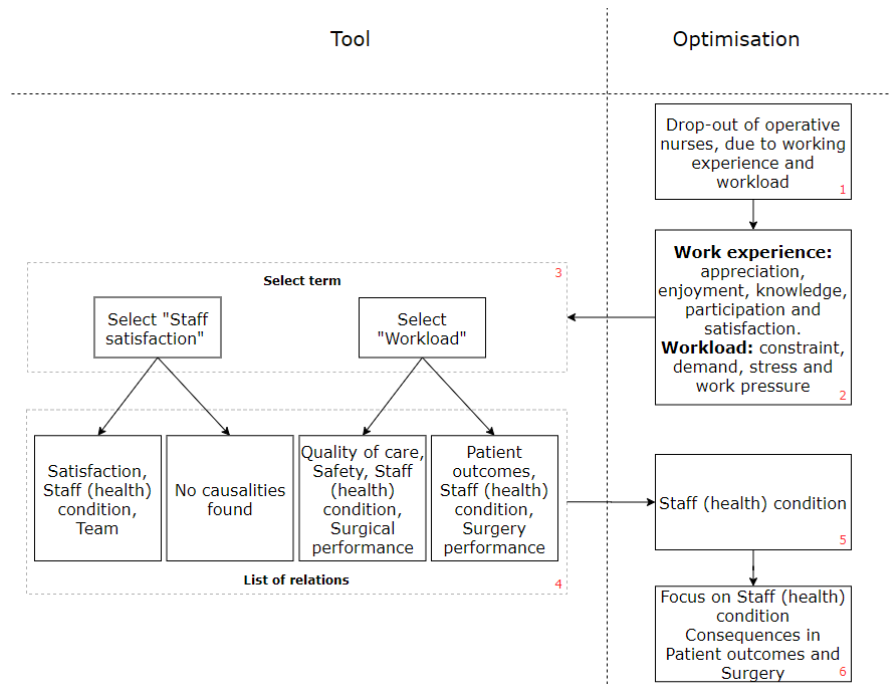 Tool
Optimisation
Drop-out of operative
nurses, due to working
experience and
workload
1
Work experience:
appreciation,
enjoyment, knowledge,
participation and
satisfaction.
Workload: constraint,
demand, stress and
work pressure
2
3
Select term
Select "Staff
satisfaction"
Select
"Workload"
Satisfaction,
Staff (health)
condition,
Team
No causalities
found
Quality of care,
Safety, Staff
(health)
condition,
Surgical
performance
Patient
outcomes,
Staff (health)
condition,
Surgery
performance
List of relations
4
Staff (health) condition
5
Focus on Staff (health)
condition
Consequences in
Patient outcomes and
Surgery
6